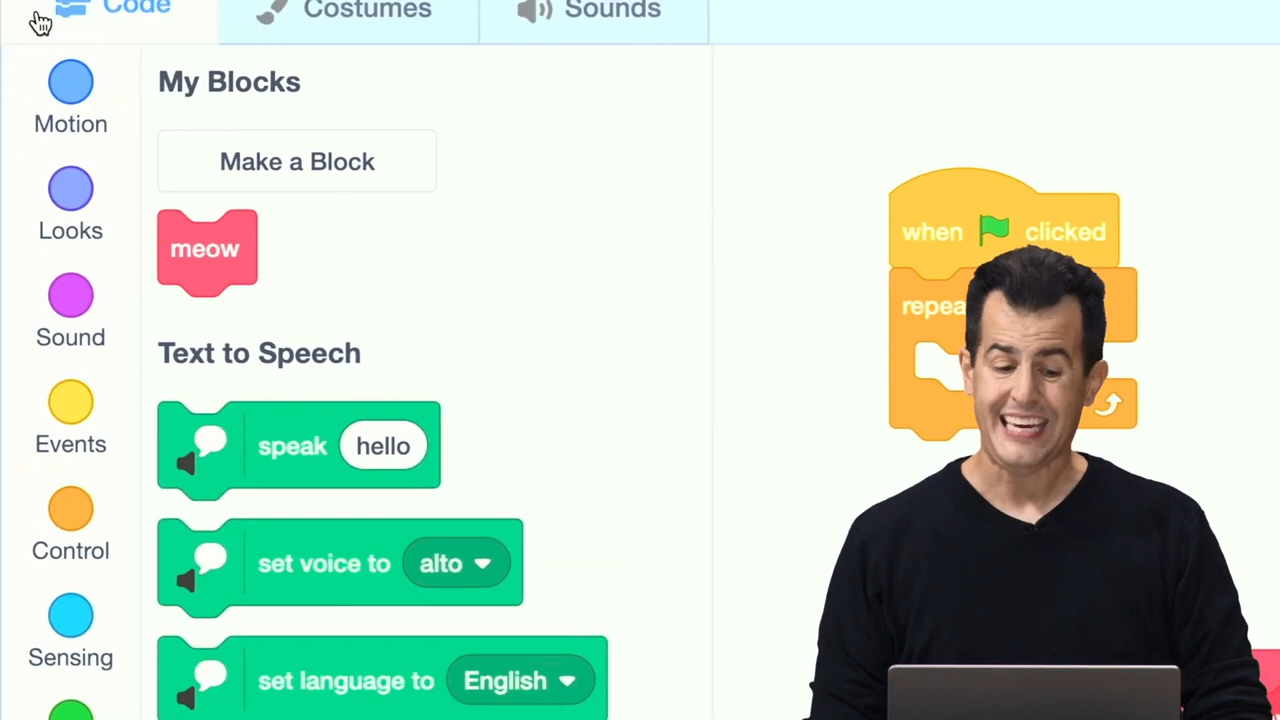 Code
Costumes
Sounds
Motion
Looks
Sound
Events
Control
Sensing
My Blocks
Make a Block
meow
Text to Speech
speak hello
set voice to alto
set language to English
when clicked